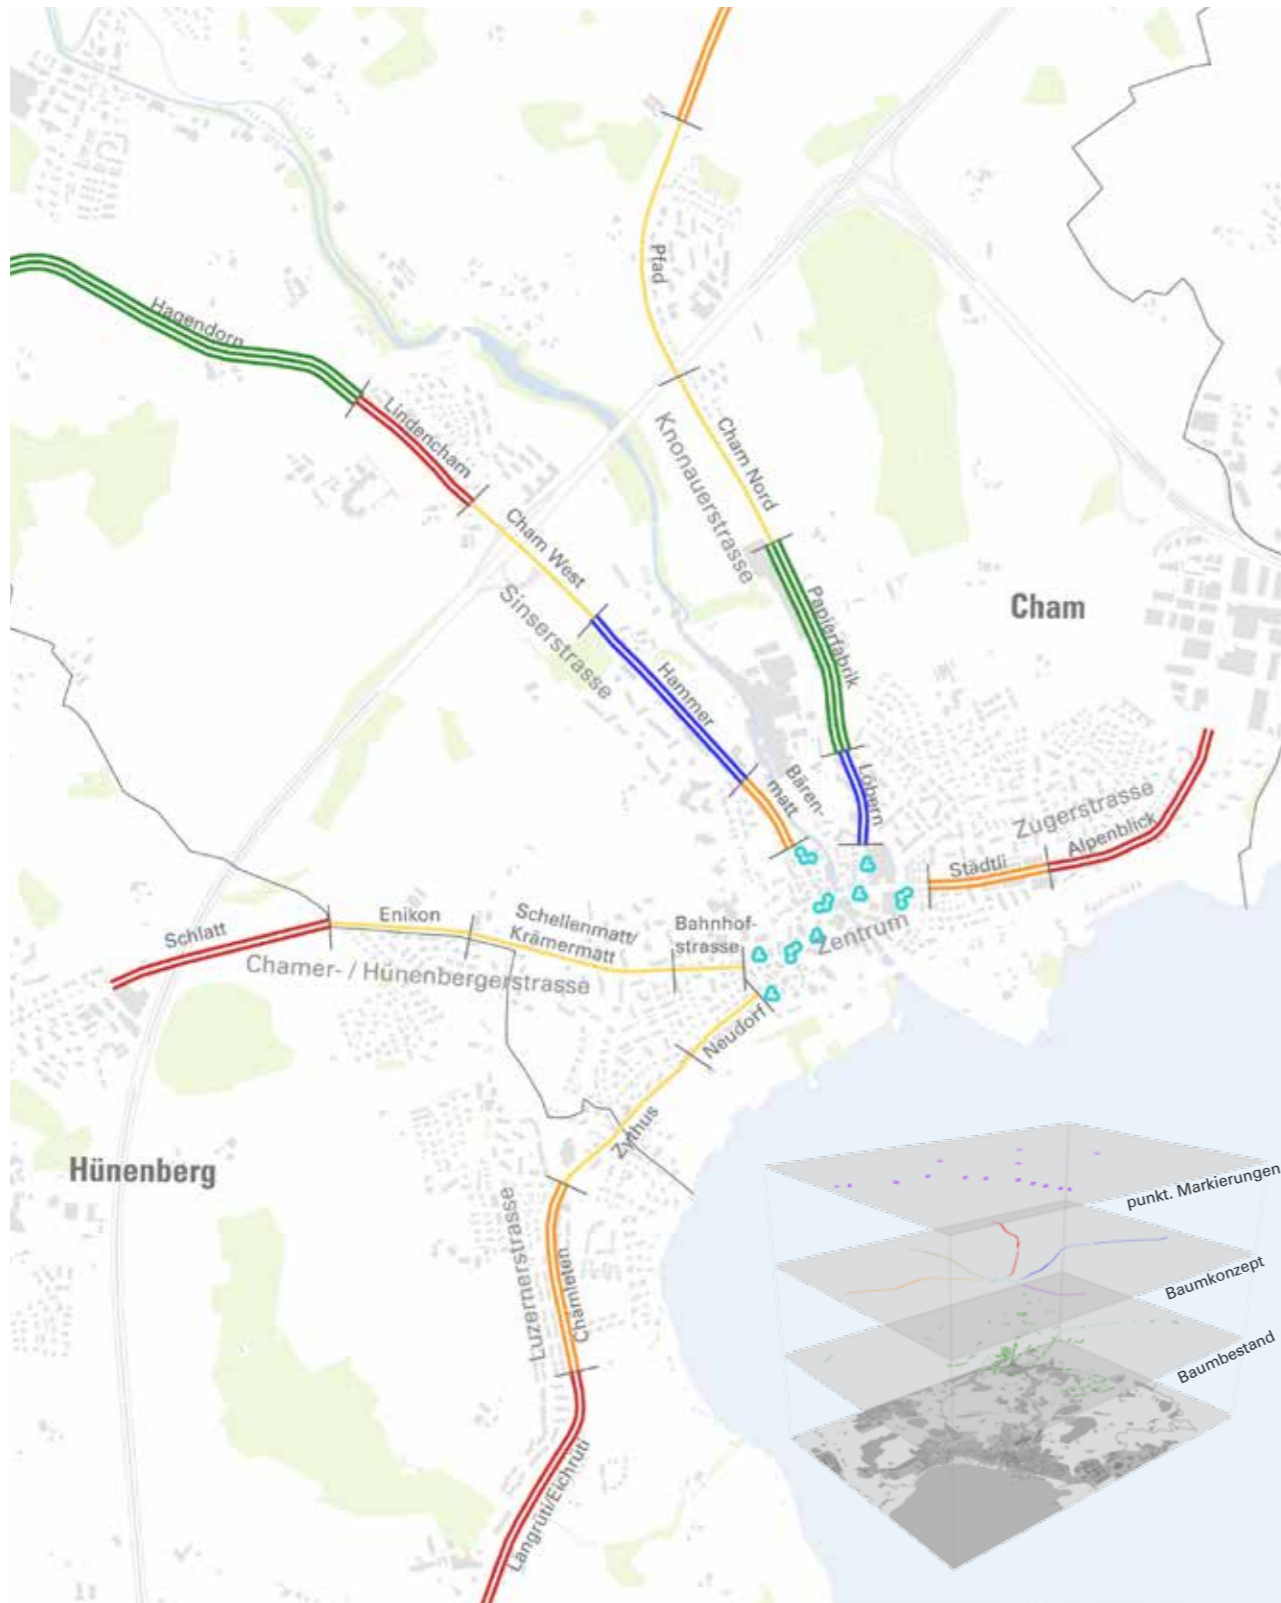 Pfad
Hagendorn
Lindencham
Cham Nord
Knonauerstrasse
Cham West
Sinserstrasse
Papierfabrik
Cham
Hammer
Bären-
matt
Löbern
Zugerstrasse
Alpenblick
Städtli
Enikon
Schellenmatt/
Krämermatt
Bahnhof-
strasse
Zentrum
Schlatt
Chamer- / Hünenbergerstrasse
Neudorf
Zythus
Hünenberg
Luzernerstrasse
Chamleten
Langrüti/Eichrüti
punkt. Markierungen
Baumkonzept
Baumbestand